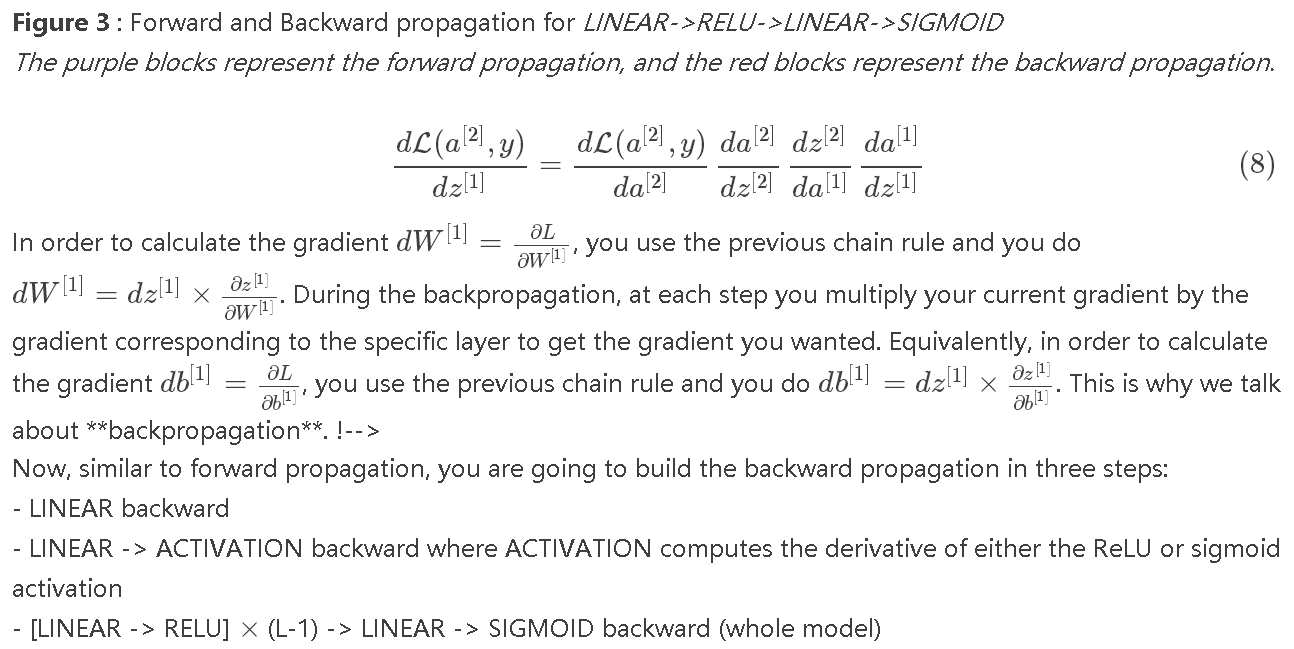 Figure 3 : Forward and Backward propagation for LINEAR->RELU->LINEAR->SIGMOID
The purple blocks represent the forward propagation, and the red blocks represent the backward propagation.
$$\frac{d\mathcal{L}(a^{[2]},y)}{dz^{[1]}} = \frac{d\mathcal{L}(a^{[2]},y)}{da^{[2]}} \frac{da^{[2]}}{dz^{[2]}} \frac{dz^{[2]}}{da^{[1]}} \frac{da^{[1]}}{dz^{[1]}} \quad (8)$$
In order to calculate the gradient $dW^{[1]} = \frac{\partial L}{\partial W^{[1]}}$, you use the previous chain rule and you do
$dW^{[1]} = dz^{[1]} \times \frac{\partial z^{[1]}}{\partial W^{[1]}}$. During the backpropagation, at each step you multiply your current gradient by the
gradient corresponding to the specific layer to get the gradient you wanted. Equivalently, in order to calculate
the gradient $db^{[1]} = \frac{\partial L}{\partial b^{[1]}}$, you use the previous chain rule and you do $db^{[1]} = dz^{[1]} \times \frac{\partial z^{[1]}}{\partial b^{[1]}}$. This is why we talk
about **backpropagation**. !-->
Now, similar to forward propagation, you are going to build the backward propagation in three steps:
- LINEAR backward
- LINEAR -> ACTIVATION backward where ACTIVATION computes the derivative of either the ReLU or sigmoid
activation
- [LINEAR -> RELU] × (L-1) -> LINEAR -> SIGMOID backward (whole model)